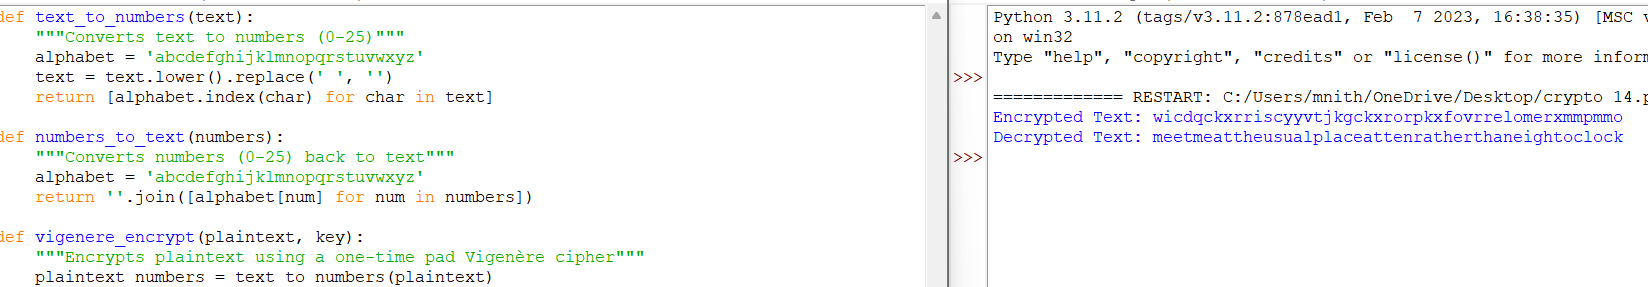 def text_to_numbers(text):
    """Converts text to numbers (0-25)"""
    alphabet = 'abcdefghijklmnopqrstuvwxyz'
    text = text.lower().replace(' ', '')
    return [alphabet.index(char) for char in text]
def numbers_to_text(numbers):
    """Converts numbers (0-25) back to text"""
    alphabet = 'abcdefghijklmnopqrstuvwxyz'
    return ''.join([alphabet[num] for num in numbers])
def vigenere_encrypt(plaintext, key):
    """Encrypts plaintext using a one-time pad Vigenère cipher"""
    plaintext_numbers = text_to_numbers(plaintext)
Python 3.11.2 (tags/v3.11.2:878ead1, Feb  7 2023, 16:38:35) [MSC v
on win32
Type "help", "copyright", "credits" or "license()" for more inform
>>>
============= RESTART: C:/Users/mnith/OneDrive/Desktop/crypto 14.p
Encrypted Text: wicdqckxrriscyyvtjkgckxrorpkxfovrrelomerxmmpmmo
Decrypted Text: meetmeattheusualplaceattenratherthaneightoclock
>>>